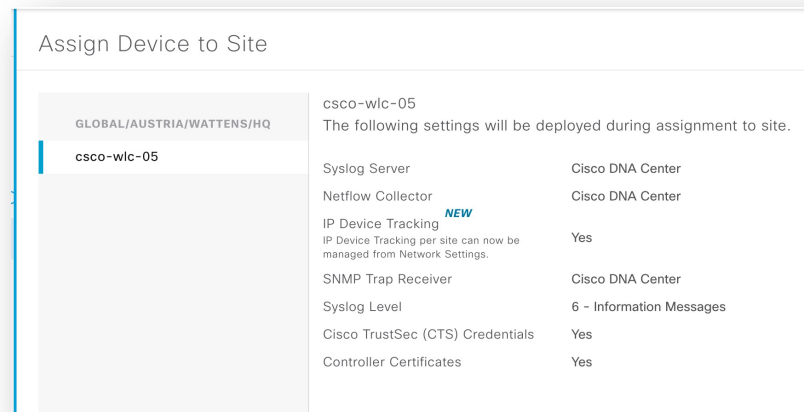 Assign Device to Site
GLOBAL/AUSTRIA/WATTENS/HQ
csco-wlc-05
csco-wlc-05
The following settings will be deployed during assignment to site.
Syslog Server Cisco DNA Center
Netflow Collector Cisco DNA Center
NEW
IP Device Tracking
IP Device Tracking per site can now be
managed from Network Settings.
Yes
SNMP Trap Receiver Cisco DNA Center
Syslog Level 6 - Information Messages
Cisco TrustSec (CTS) Credentials Yes
Controller Certificates Yes